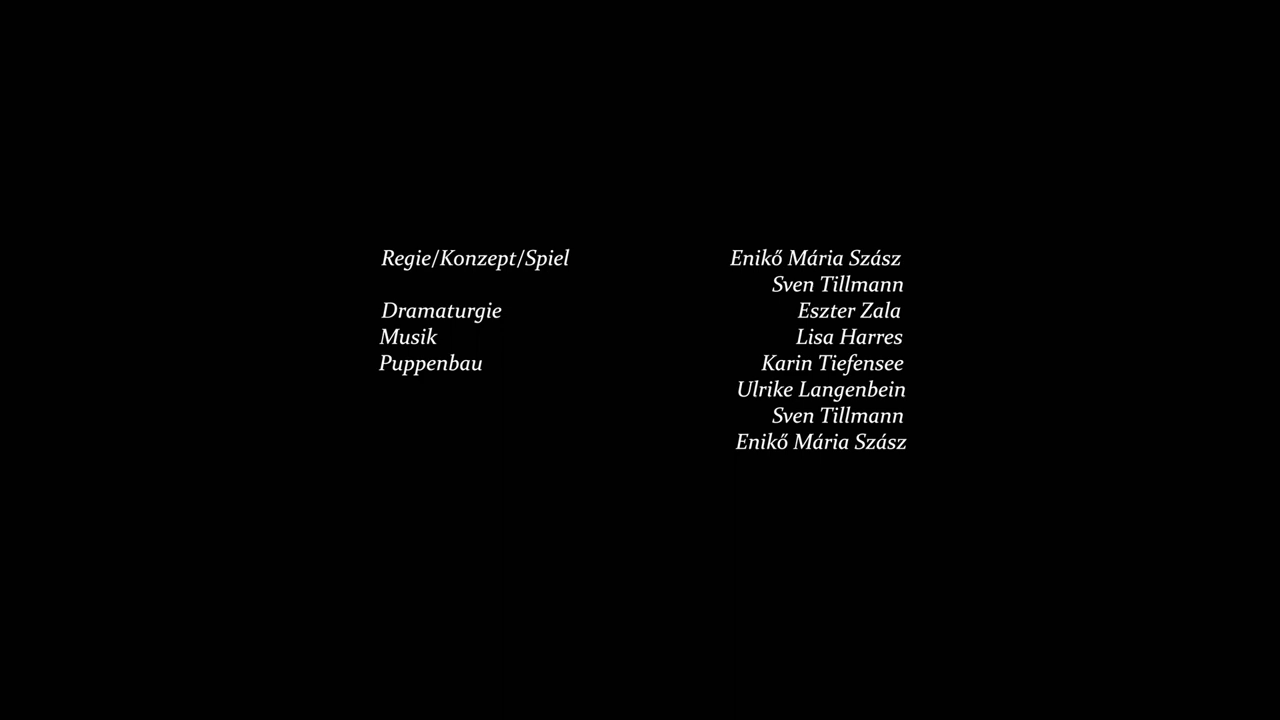 Regie/Konzept/Spiel Enikő Mária Szász
Sven Tillmann
Dramaturgie Eszter Zala
Musik Lisa Harres
Puppenbau Karin Tiefensee
Ulrike Langenbein
Sven Tillmann
Enikő Mária Szász